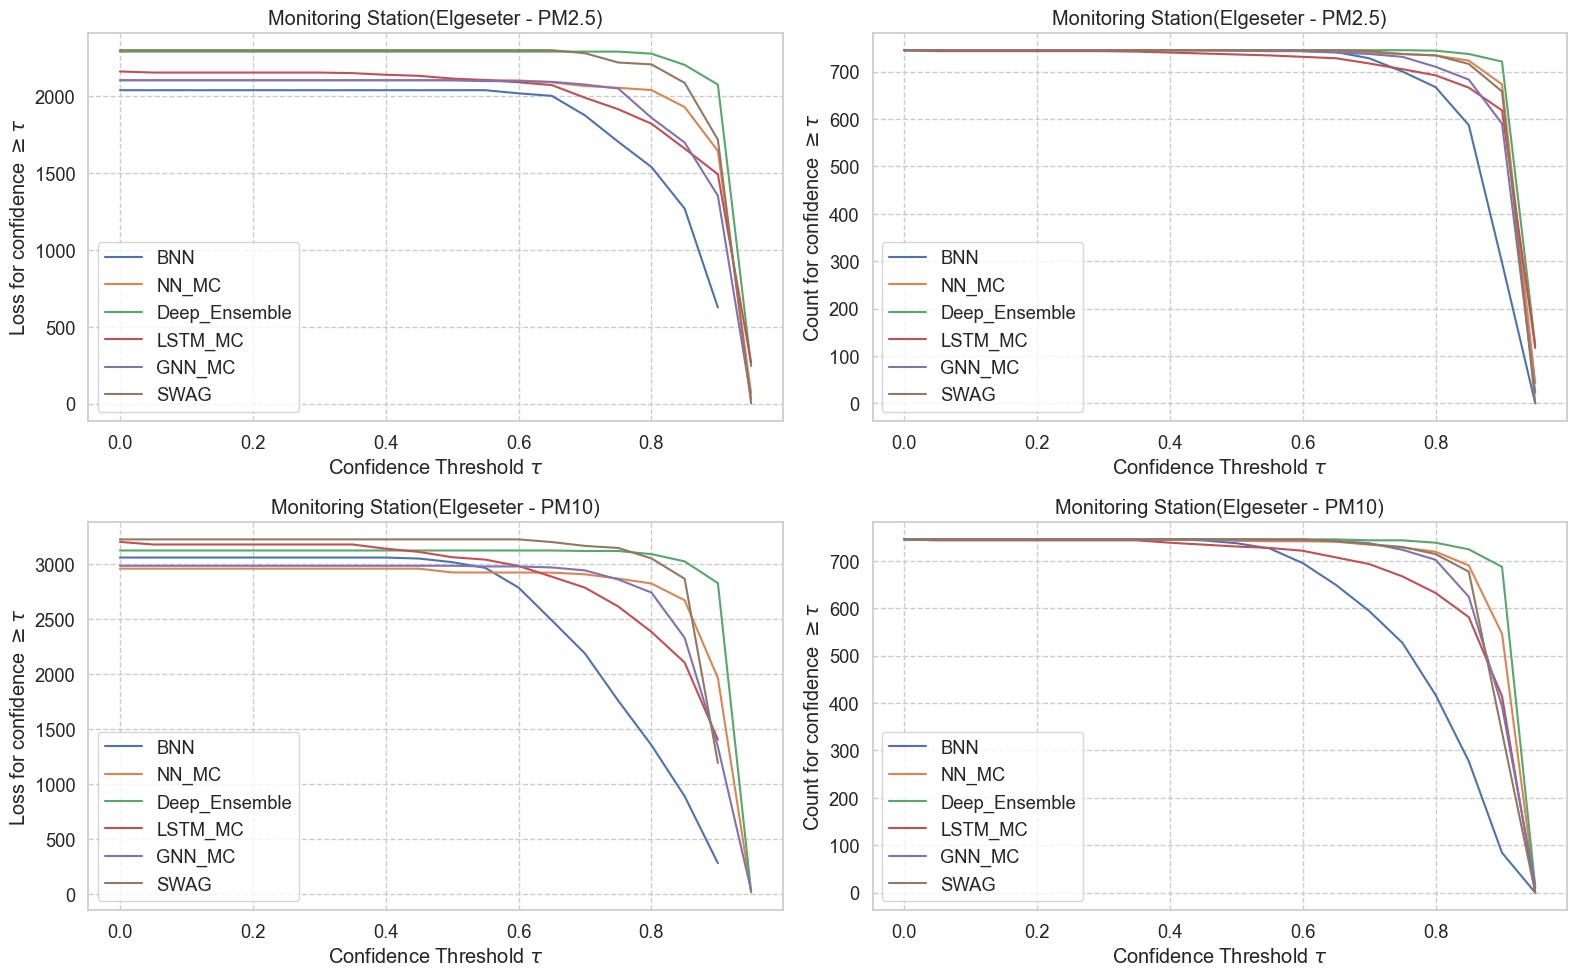 Monitoring Station(Elgeseter - PM2.5)
Loss for confidence ≥ τ
2000
1500
1000
500
0
BNN
NN_MC
Deep_Ensemble
LSTM_MC
GNN_MC
SWAG
0.0 0.2 0.4 0.6 0.8
Confidence Threshold τ
Monitoring Station(Elgeseter - PM2.5)
Count for confidence ≥ τ
700
600
500
400
300
200
100
0
BNN
NN_MC
Deep_Ensemble
LSTM_MC
GNN_MC
SWAG
0.0 0.2 0.4 0.6 0.8
Confidence Threshold τ
Monitoring Station(Elgeseter - PM10)
Loss for confidence ≥ τ
3000
2500
2000
1500
1000
500
0
BNN
NN_MC
Deep_Ensemble
LSTM_MC
GNN_MC
SWAG
0.0 0.2 0.4 0.6 0.8
Confidence Threshold τ
Monitoring Station(Elgeseter - PM10)
Count for confidence ≥ τ
700
600
500
400
300
200
100
0
BNN
NN_MC
Deep_Ensemble
LSTM_MC
GNN_MC
SWAG
0.0 0.2 0.4 0.6 0.8
Confidence Threshold τ